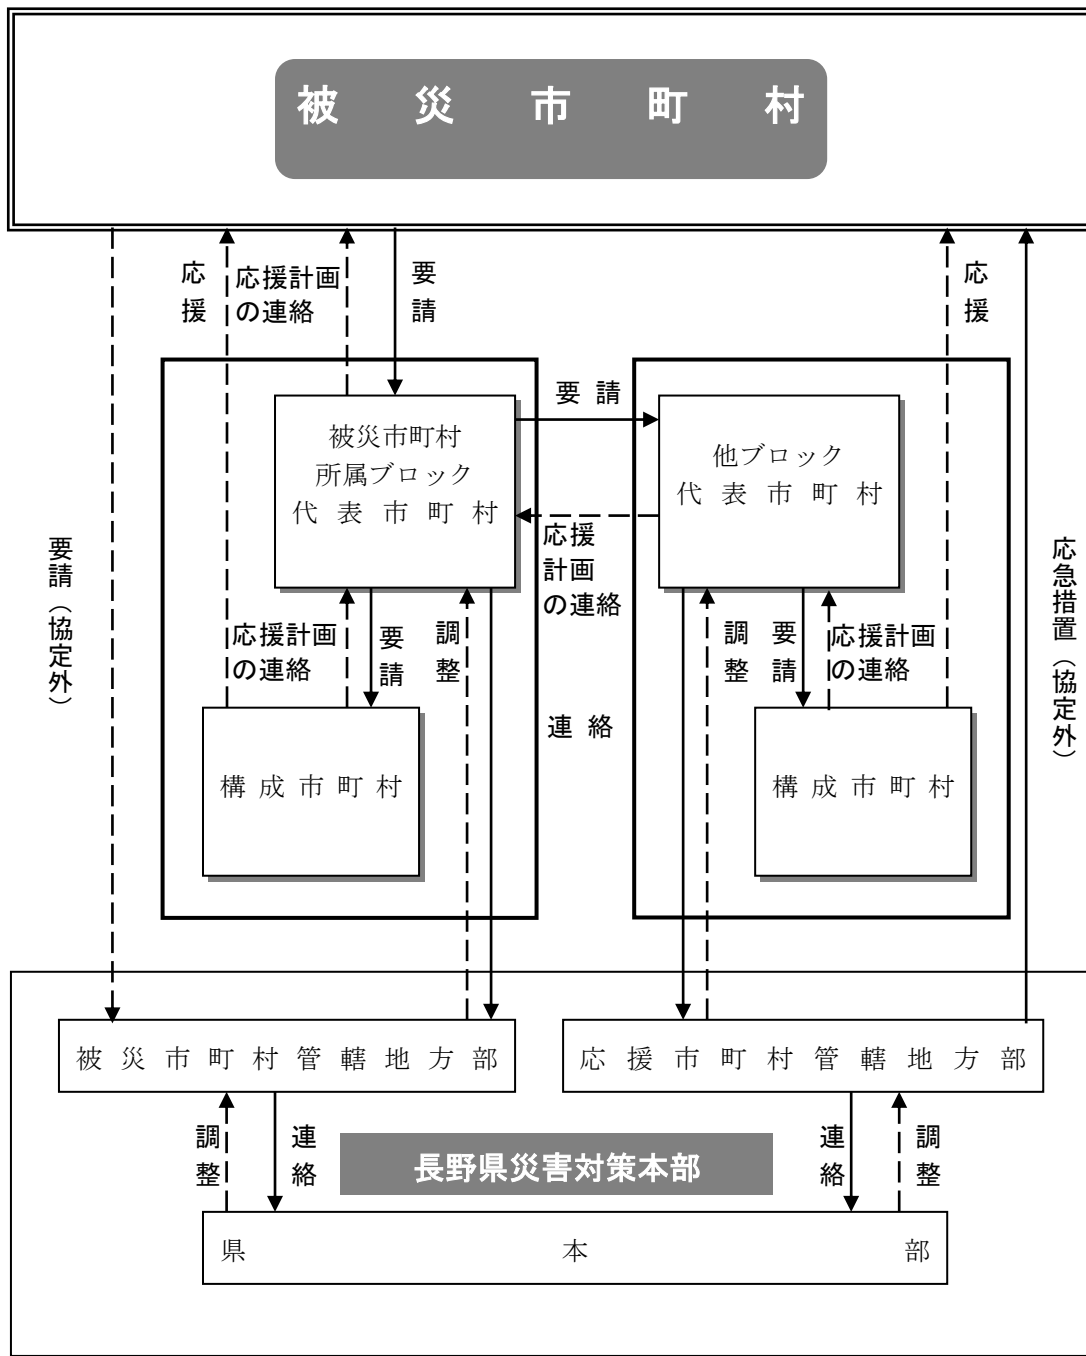 被災市町村
応援
応援計画
の連絡
要請
応援
要請
被災市町村
所属ブロック
代表市町村
他ブロック
代表市町村
応援
計画
の連絡
要請（協定外）
応急措置（協定外）
応援計画
の連絡
要請
調整
調整
要請
応援計画
の連絡
連絡
構成市町村
構成市町村
被災市町村管轄地方部
応援市町村管轄地方部
調整
連絡
長野県災害対策本部
連絡
調整
県本部